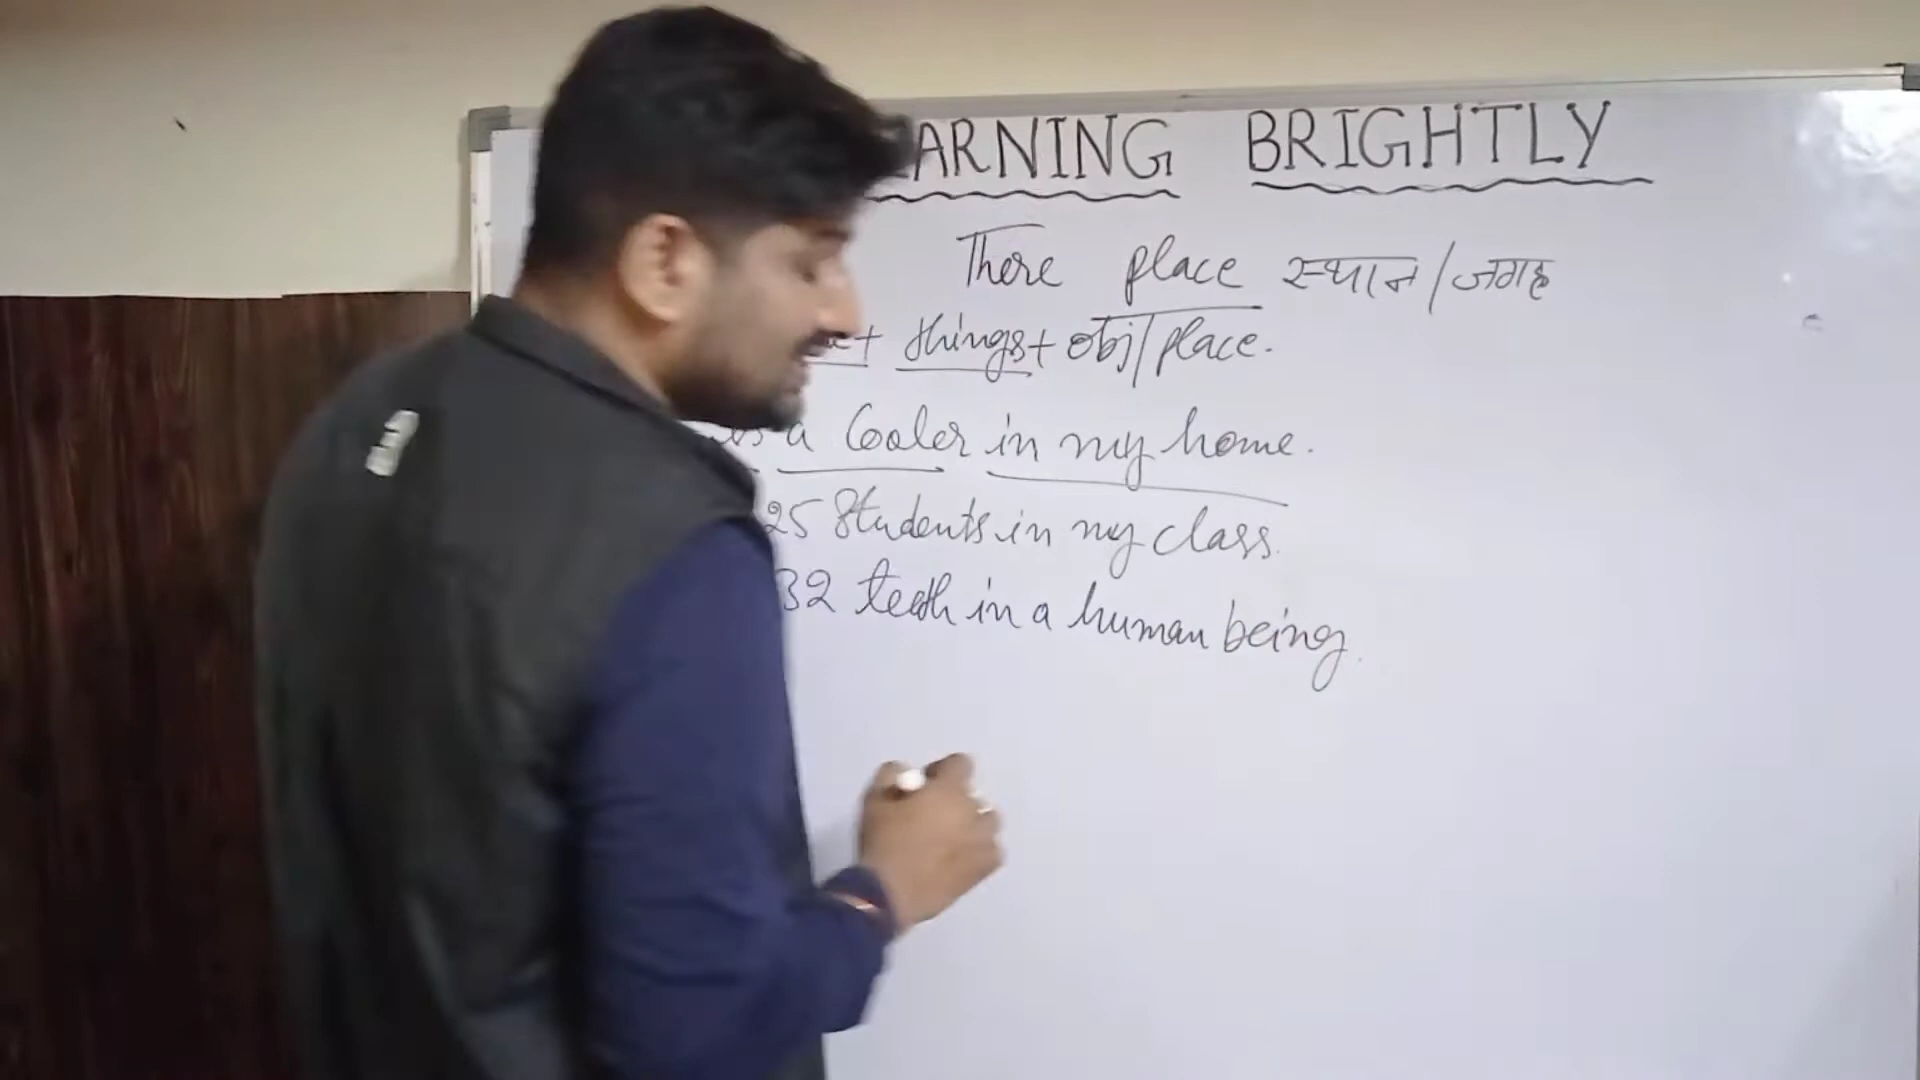 EARNING BRIGHTLY
There place स्थान/जगह
+ things + obj/place.
a Cooler in my home.
25 Students in my class.
32 teeth in a human being.